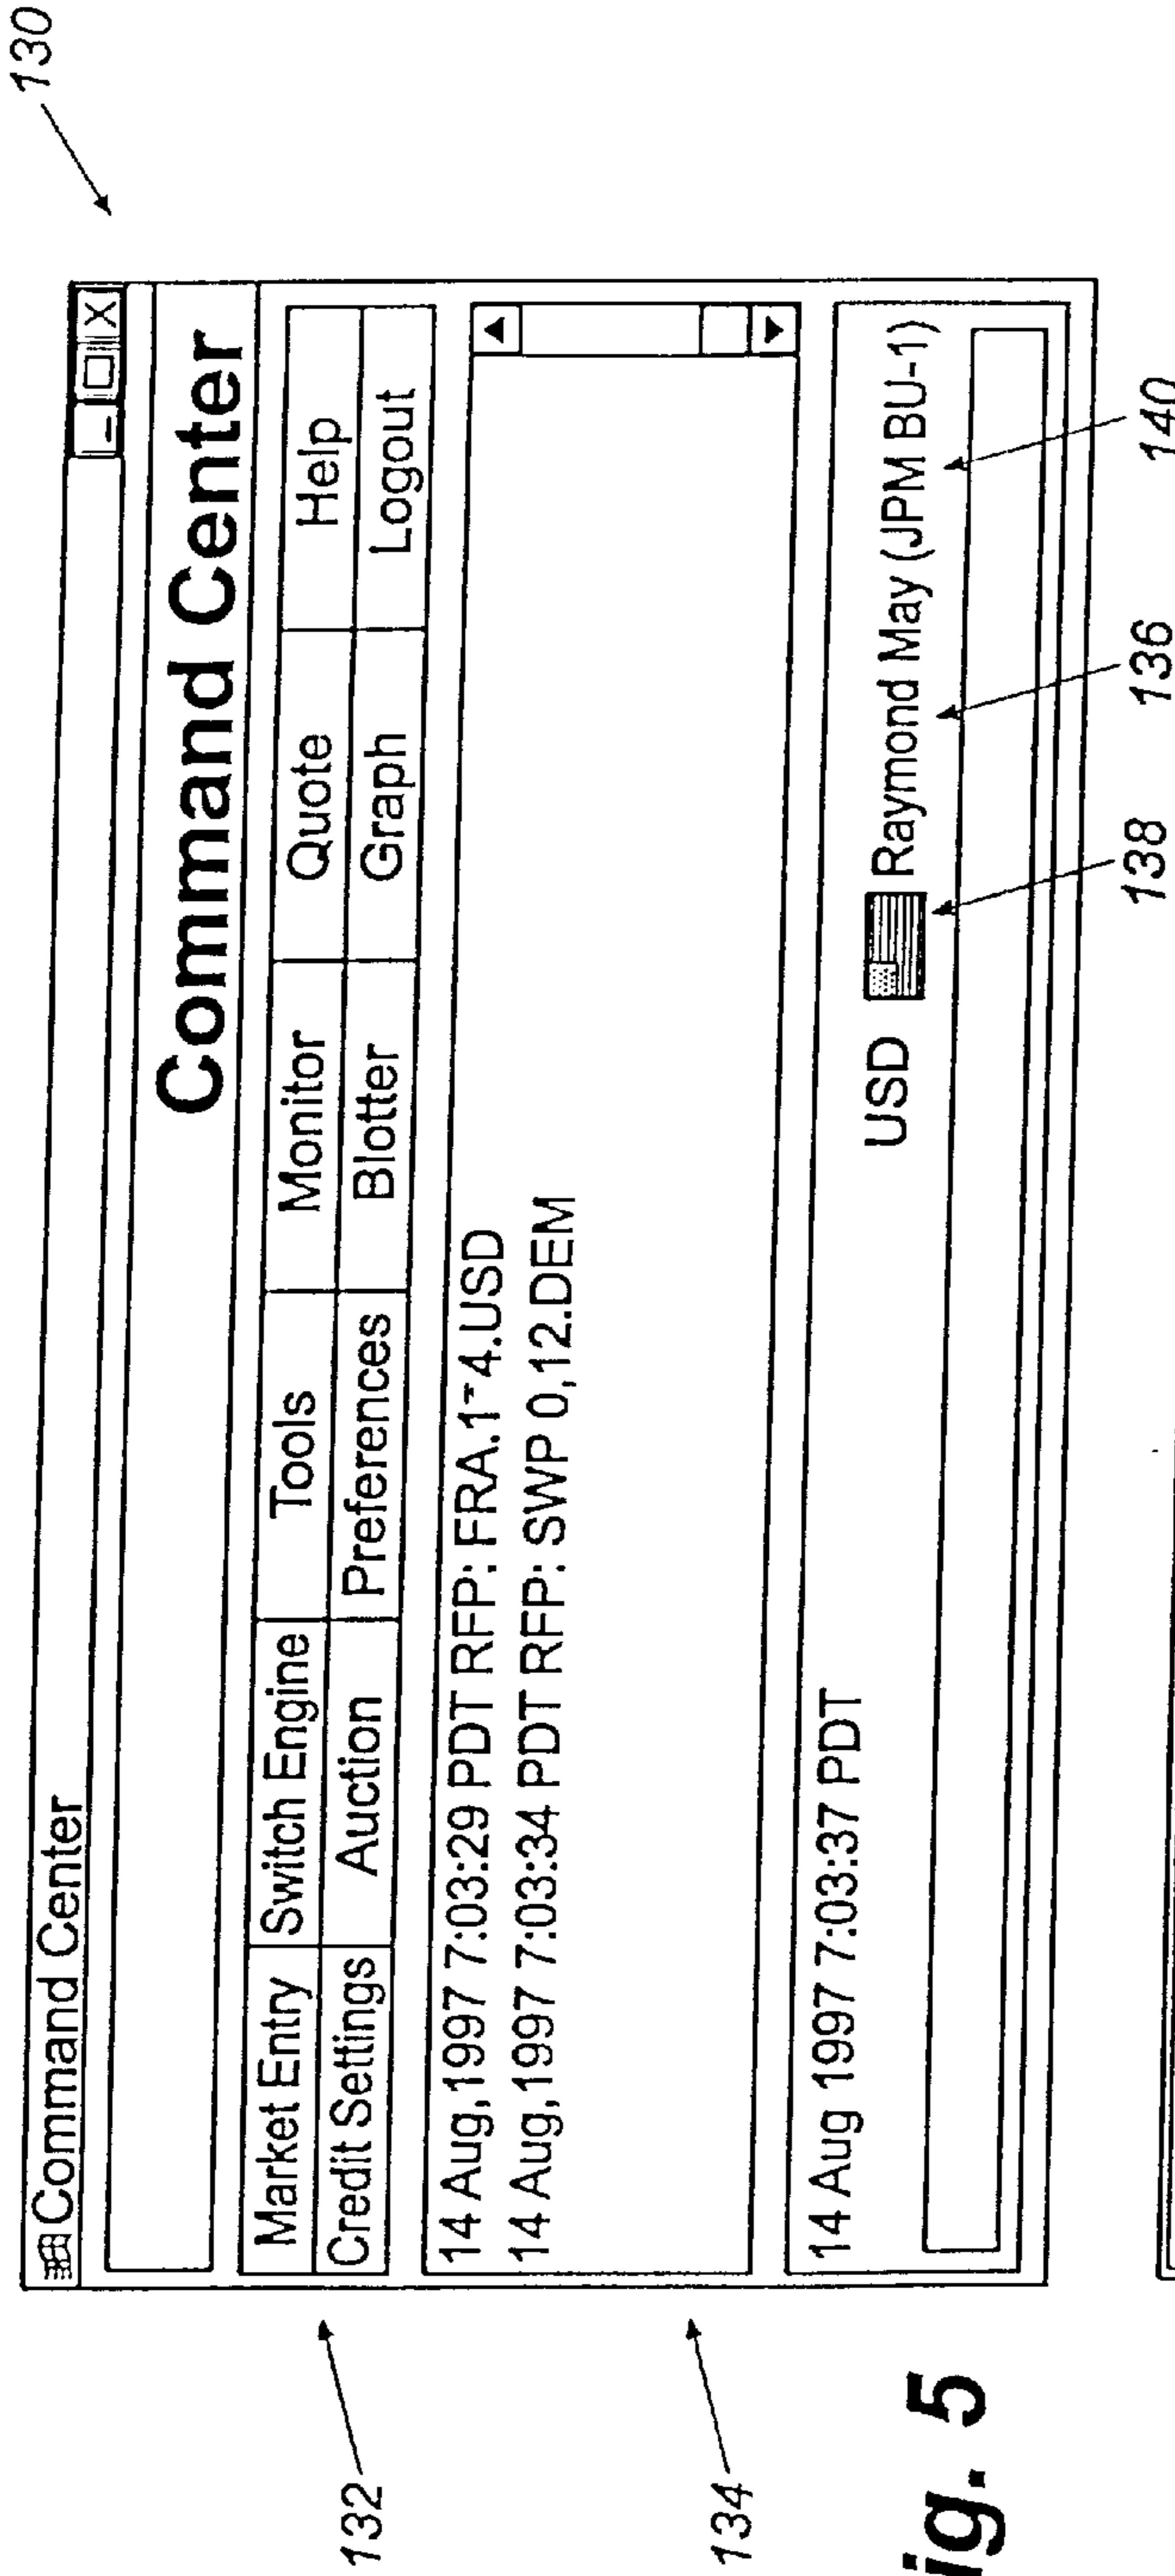 130
Command Center
Command Center
Market Entry Switch Engine Tools Monitor Quote Help
Credit Settings Auction Preferences Blotter Graph Logout
132
14 Aug,1997 7:03:29 PDT RFP: FRA.1-4.USD
14 Aug,1997 7:03:34 PDT RFP: SWP 0,12.DEM
134
14 Aug 1997 7:03:37 PDT USD Raymond May (JPM BU-1)
138 136 140
ig. 5